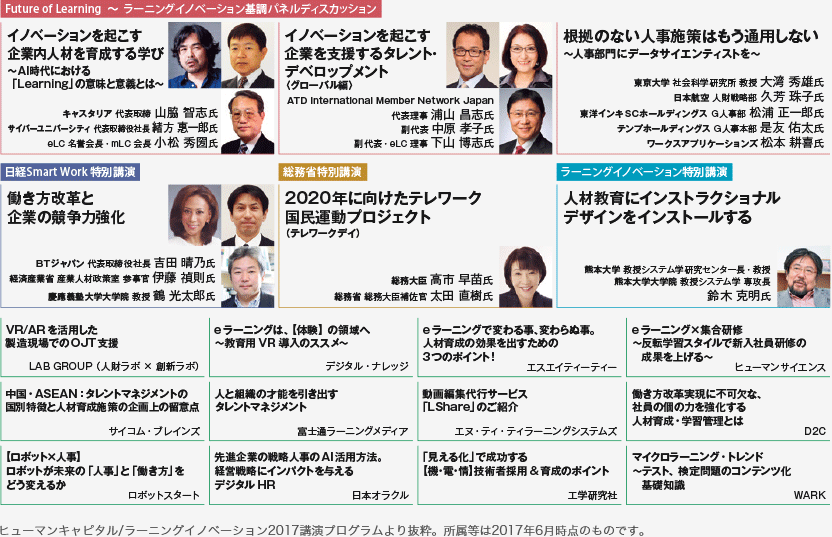 Future of Learning ～ ラーニングイノベーション基調パネルディスカッション
イノベーションを起こす
企業内人材を育成する学び
～AI時代における
「Learning」の意味と意義とは～
キャスタリア 代表取締 山脇 智志氏
サイバーユニバーシティ 代表取締役社長 緒方 恵一郎氏
eLC 名誉会長・mLC 会長 小松 秀圀氏
イノベーションを起こす
企業を支援するタレント・
デベロップメント
（グローバル編）
ATD International Member Network Japan
代表理事 浦山 昌志氏
副代表 中原 孝子氏
副代表・eLC 理事 下山 博志氏
根拠のない人事施策はもう通用しない
～人事部門にデータサイエンティストを～
東京大学 社会科学研究所 教授 大湾 秀雄氏
日本航空 人財戦略部 久芳 珠子氏
東洋インキSCホールディングス G人事部 松浦 正一郎氏
テンプホールディングス G人事本部 是友 佑太氏
ワークスアプリケーションズ 松本 耕喜氏
日経Smart Work 特別講演
働き方改革と
企業の競争力強化
BTジャパン 代表取締役社長 吉田 晴乃氏
経済産業省 産業人材政策室 参事官 伊藤 禎則氏
慶應義塾大学大学院 教授 鶴 光太郎氏
総務省特別講演
2020年に向けたテレワーク
国民運動プロジェクト
（テレワークデイ）
総務大臣 高市 早苗氏
総務省 総務大臣補佐官 太田 直樹氏
ラーニングイノベーション特別講演
人材教育にインストラクショナル
デザインをインストールする
熊本大学 教授システム学研究センター長・教授
熊本大学大学院 教授システム学 専攻長
鈴木 克明氏
VR/ARを活用した
製造現場でのOJT支援
LAB GROUP（人財ラボ × 創新ラボ）
eラーニングは、【体験】の領域へ
～教育用VR導入のススメ～
デジタル・ナレッジ
eラーニングで変わる事、変わらぬ事。
人材育成の効果を出すための
3つのポイント！
エスエイティーティー
eラーニング×集合研修
～反転学習スタイルで新入社員研修の
成果を上げる～
ヒューマンサイエンス
中国・ASEAN：タレントマネジメントの
国別特徴と人材育成施策の企画上の留意点
サイコム・ブレインズ
人と組織の才能を引き出す
タレントマネジメント
富士通ラーニングメディア
動画編集代行サービス
「LShare」のご紹介
エヌ・ティ・ティラーニングシステムズ
働き方改革実現に不可欠な、
社員の個の力を強化する
人材育成・学習管理とは
D2C
【ロボット×人事】
ロボットが未来の「人事」と「働き方」を
どう変えるか
ロボットスタート
先進企業の戦略人事のAI活用方法。
経営戦略にインパクトを与える
デジタルHR
日本オラクル
「見える化」で成功する
【機・電・情】技術者採用＆育成のポイント
工学研究社
マイクロラーニング・トレンド
～テスト、検定問題のコンテンツ化
基礎知識
WARK
ヒューマンキャピタル/ラーニングイノベーション2017講演プログラムより抜粋。所属等は2017年6月時点のものです。